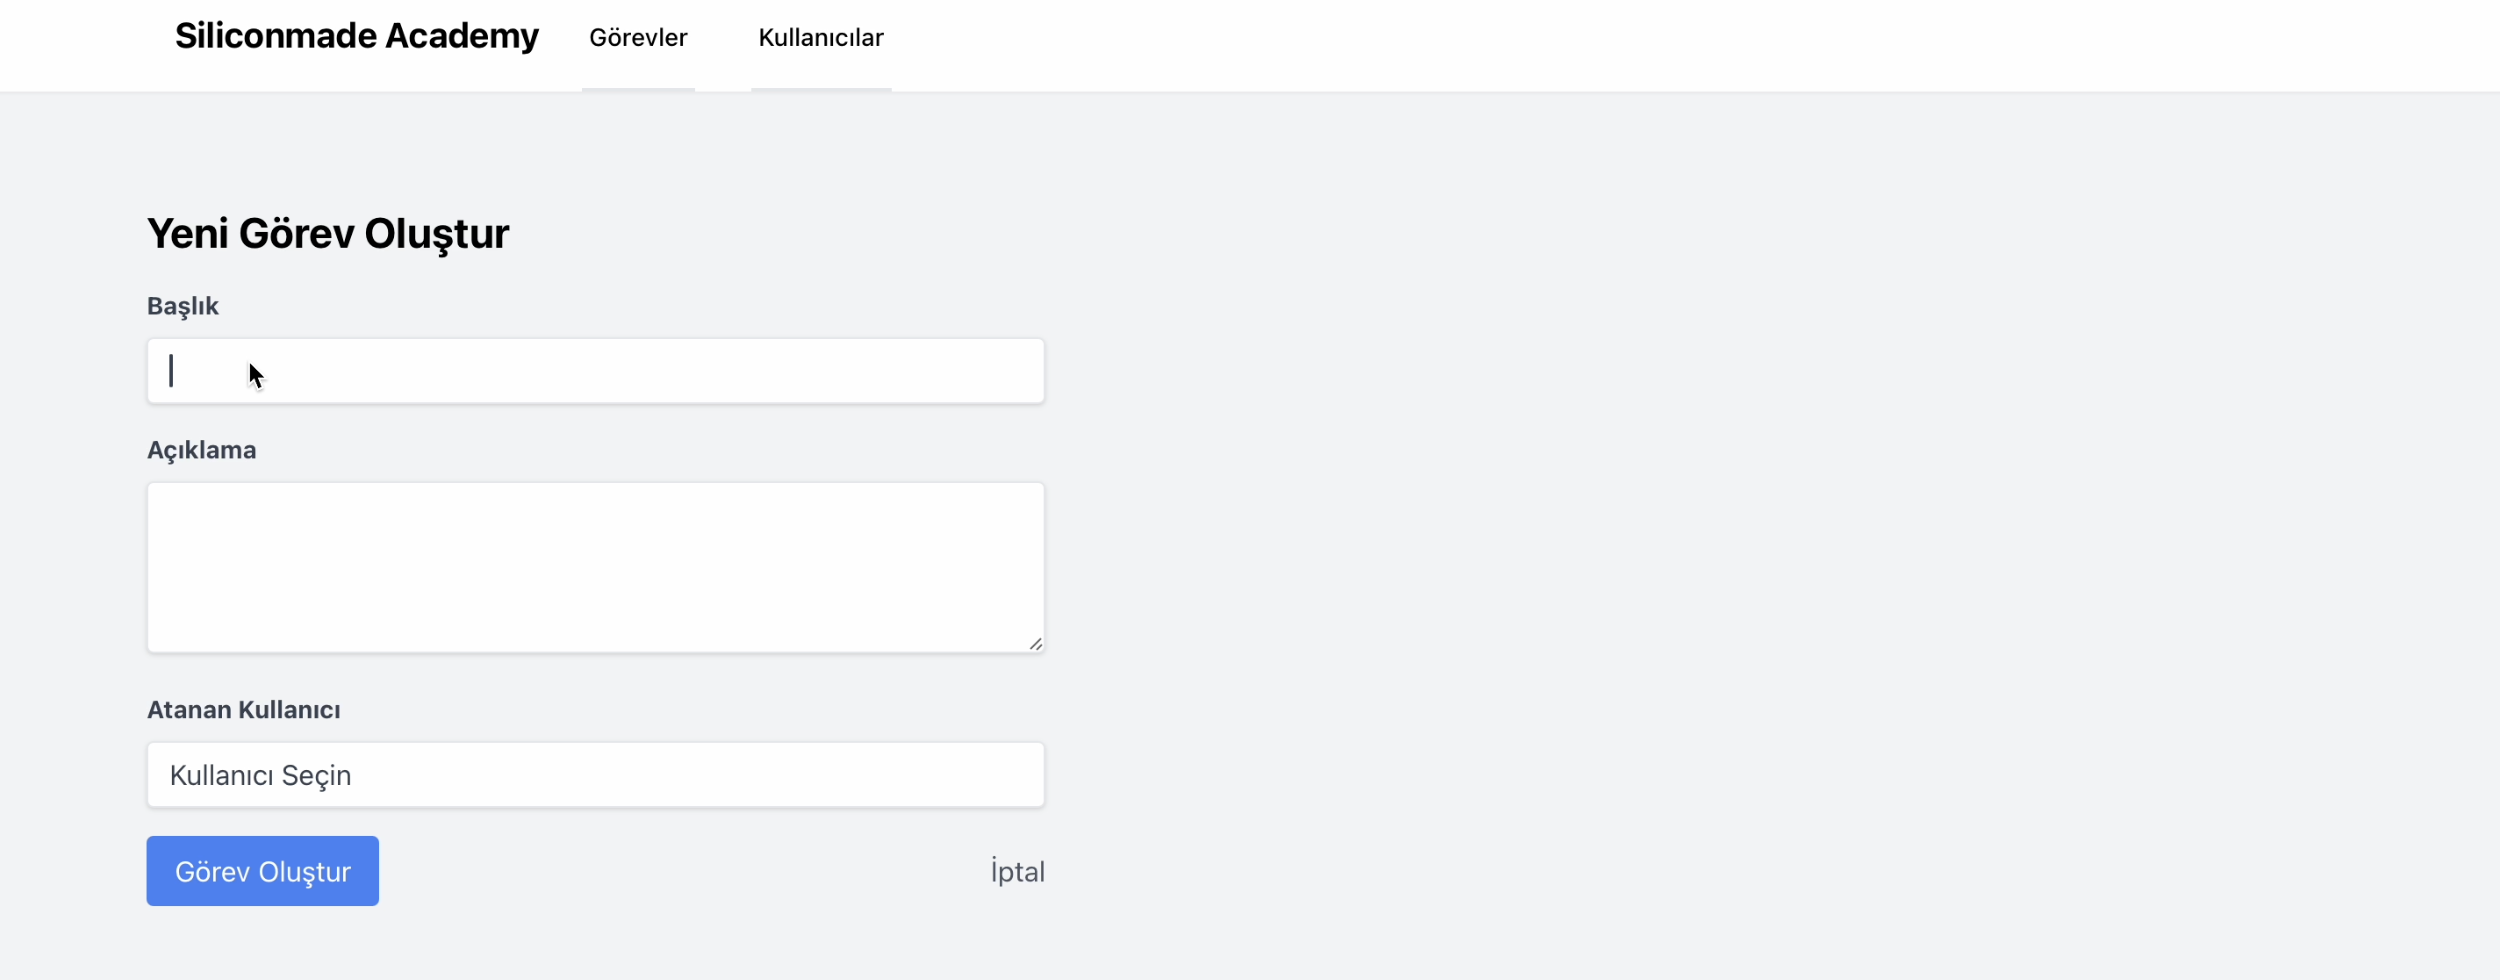 Siliconmade Academy Görevler Kullanıcılar
Yeni Görev Oluştur
Başlık
Açıklama
Atanan Kullanıcı
Kullanıcı Seçin
Görev Oluştur İptal